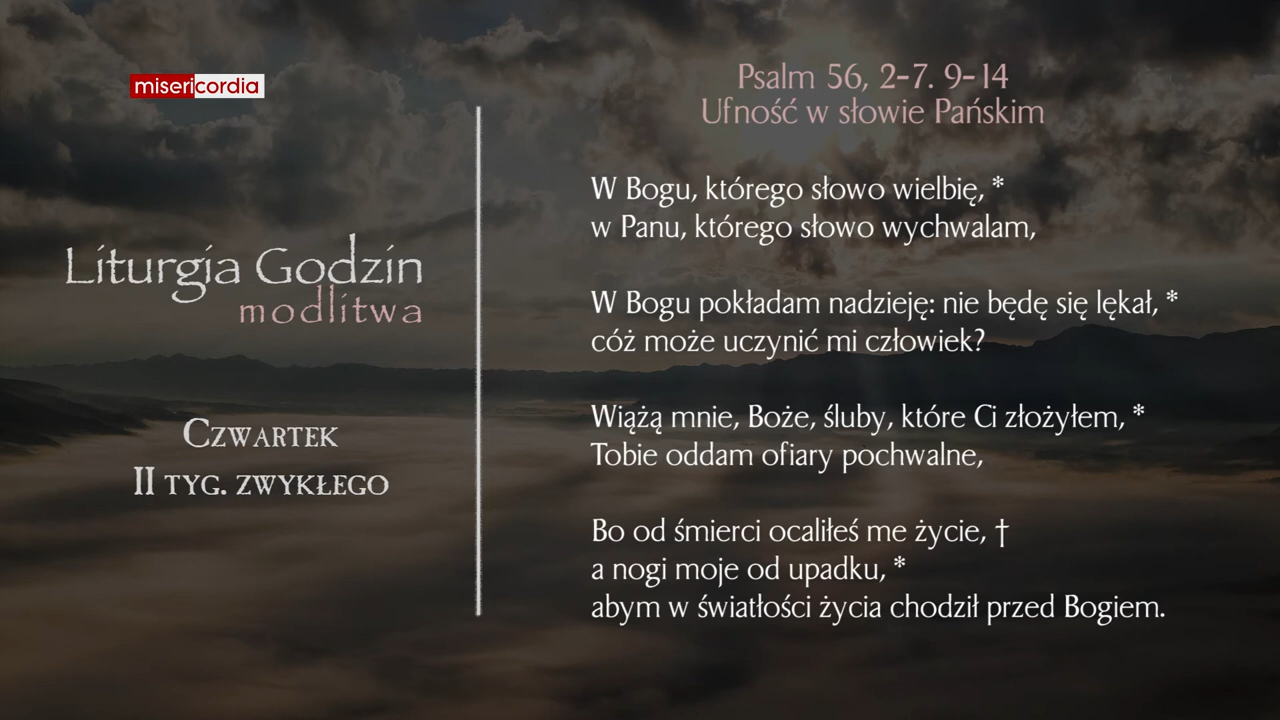 misericordia
Liturgia Godzin
modlitwa
Czwartek
II tyg. zwykłego
Psalm 56, 2-7. 9-14
Ufność w słowie Pańskim
W Bogu, którego słowo wielbię, *
w Panu, którego słowo wychwalam,
W Bogu pokładam nadzieję: nie będę się lękał, *
cóż może uczynić mi człowiek?
Wiążą mnie, Boże, śluby, które Ci złożyłem, *
Tobie oddam ofiary pochwalne,
Bo od śmierci ocaliłeś me życie, †
a nogi moje od upadku, *
abym w światłości życia chodził przed Bogiem.